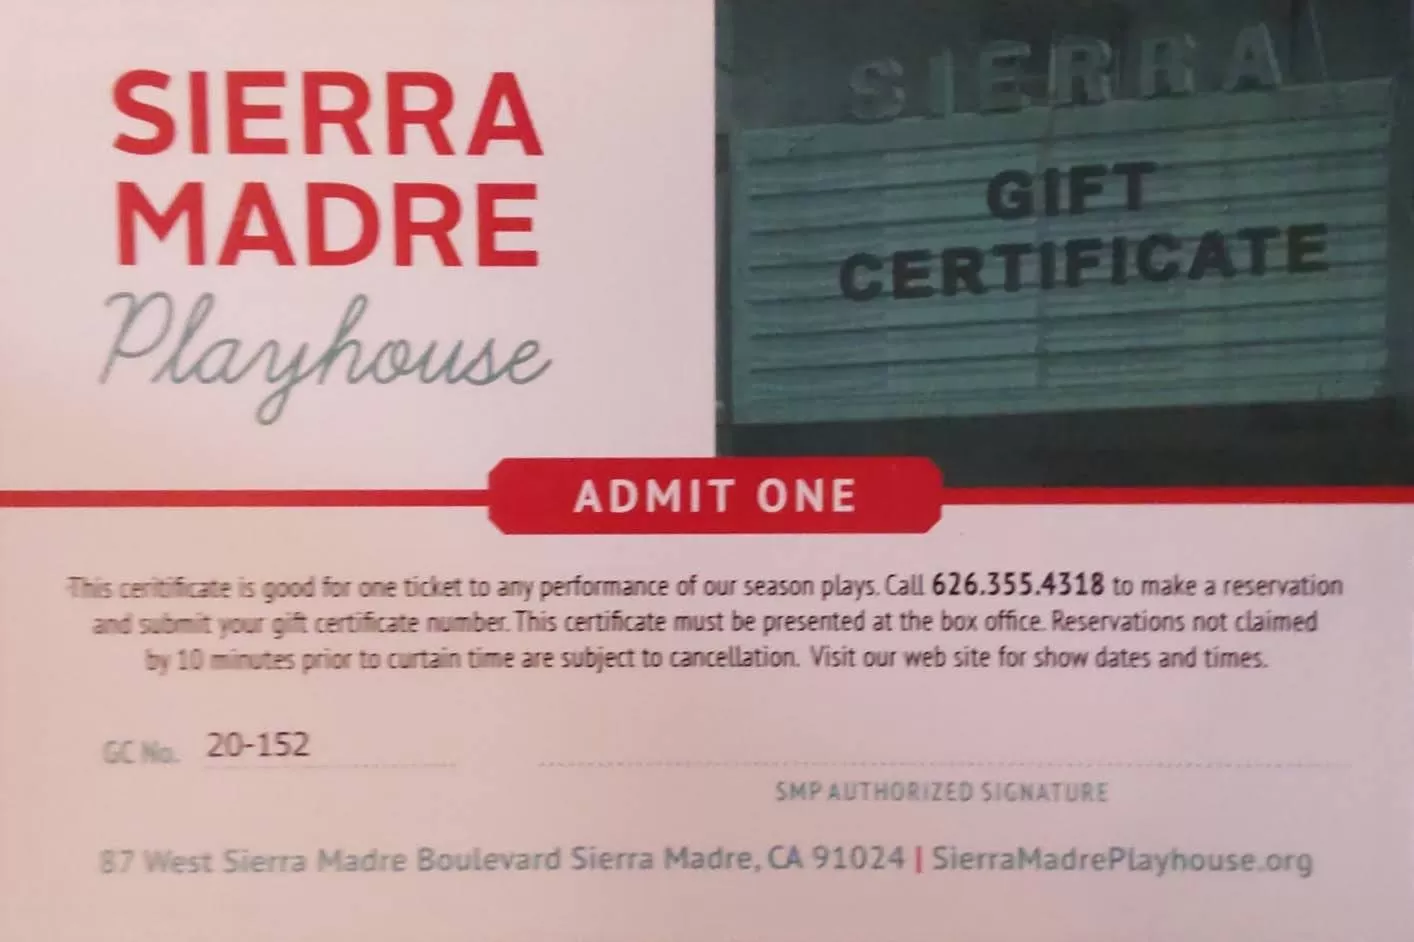 SIERRA
MADRE
Playhouse
SIERRA
GIFT
CERTIFICATE
ADMIT ONE
This ceritificate is good for one ticket to any performance of our season plays. Call 626.355.4318 to make a reservation
and submit your gift certificate number. This certificate must be presented at the box office. Reservations not claimed
by 10 minutes prior to curtain time are subject to cancellation. Visit our web site for show dates and times.
GC No. 20-152
SMP AUTHORIZED SIGNATURE
87 West Sierra Madre Boulevard Sierra Madre, CA 91024 | SierraMadrePlayhouse.org